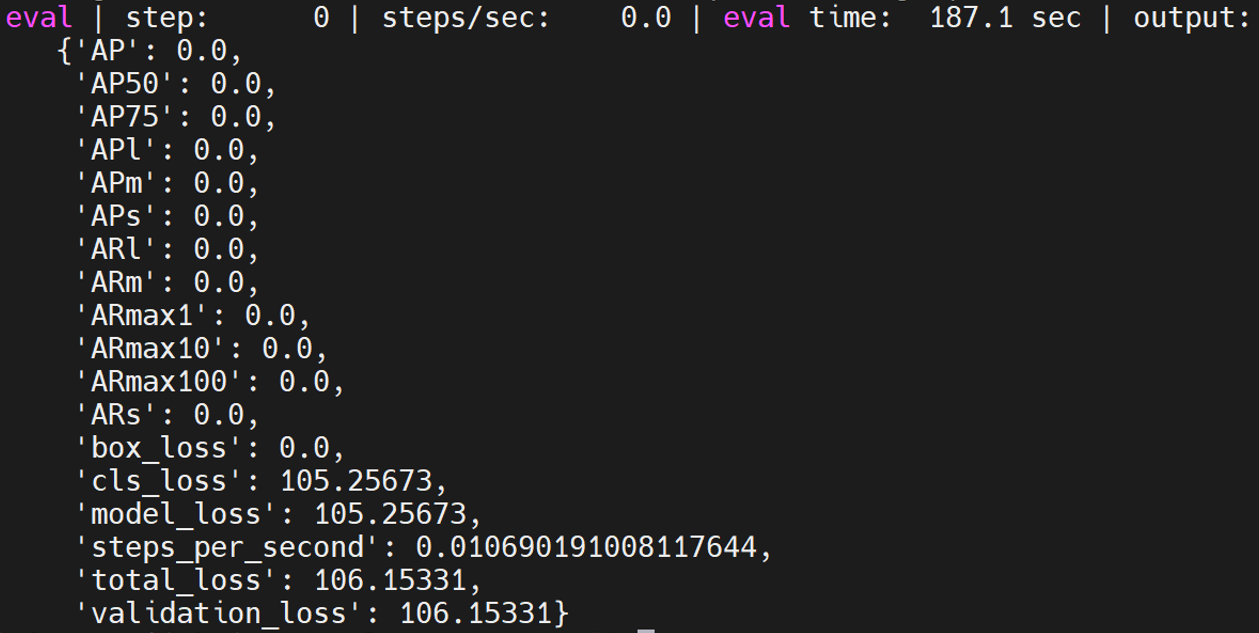 eval | step: 0 | steps/sec: 0.0 | eval time: 187.1 sec | output:
{'AP': 0.0,
'AP50': 0.0,
'AP75': 0.0,
'APl': 0.0,
'APm': 0.0,
'APs': 0.0,
'ARl': 0.0,
'ARm': 0.0,
'ARmax1': 0.0,
'ARmax10': 0.0,
'ARmax100': 0.0,
'ARs': 0.0,
'box_loss': 0.0,
'cls_loss': 105.25673,
'model_loss': 105.25673,
'steps_per_second': 0.010690191008117644,
'total_loss': 106.15331,
'validation_loss': 106.15331}